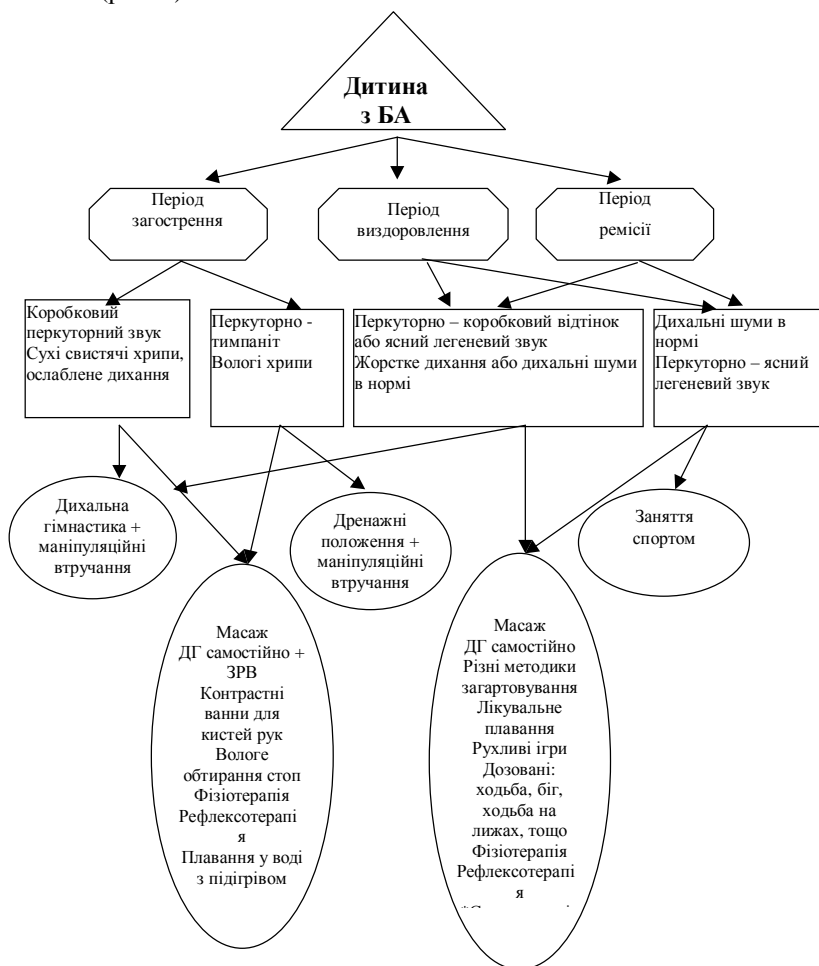 Дитина
з БА
Період
загострення
Період
виздоровлення
Період
ремісії
Коробковий
перкуторний звук
Сухі свистячі хрипи,
ослаблене дихання
Перкуторно -
тимпаніт
Вологі хрипи
Перкуторно – коробковий відтінок
або ясний легеневий звук
Жорстке дихання або дихальні шуми
в нормі
Дихальні шуми в
нормі
Перкуторно – ясний
легеневий звук
Дихальна
гімнастика +
маніпуляційні
втручання
Дренажні
положення +
маніпуляційні
втручання
Заняття
спортом
Масаж
ДГ самостійно +
ЗРВ
Контрастні
ванни для
кистей рук
Вологе
обтирання стоп
Фізіотерапія
Рефлексотерапі
я
Плавання у воді
з підігрівом
Масаж
ДГ самостійно
Різні методики
загартовування
Лікувальне
плавання
Рухливі ігри
Дозовані:
ходьба, біг,
ходьба на
лижах, тощо
Фізіотерапія
Рефлексотерапі
я